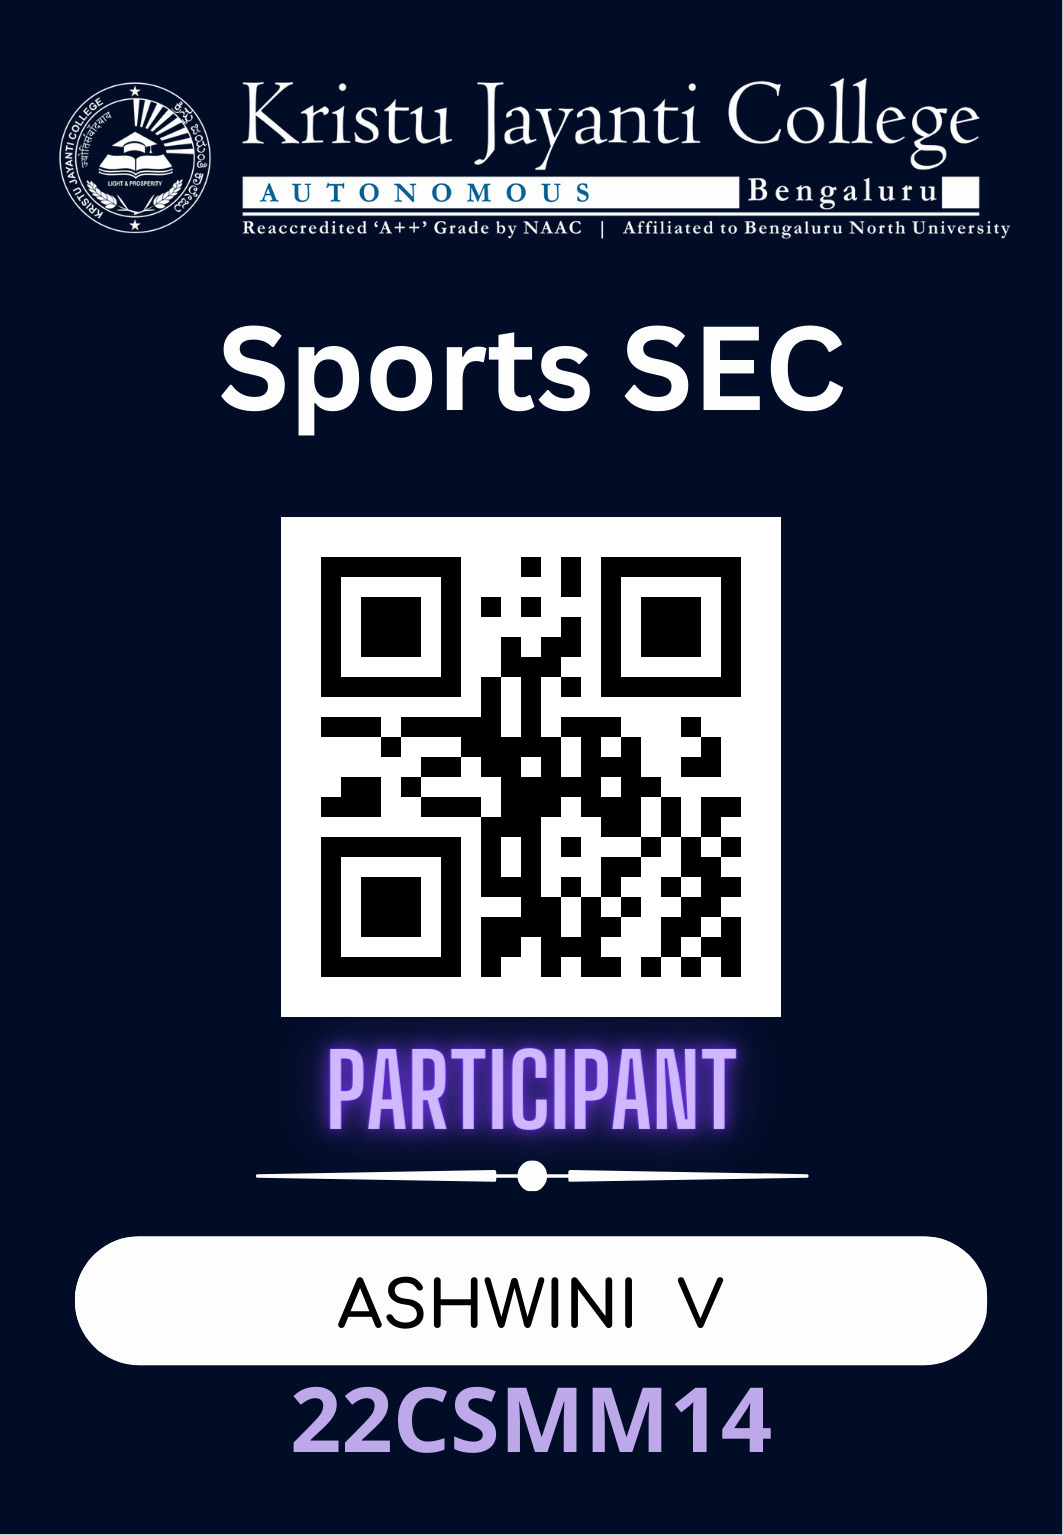 Kristu Jayanti College
AUTONOMOUS Bengaluru
Reaccredited ‘A++’ Grade by NAAC | Affiliated to Bengaluru North University
KRISTU JAYANTI COLLEGE
LIGHT & PROSPERITY
Sports SEC
PARTICIPANT
ASHWINI V
22CSMM14